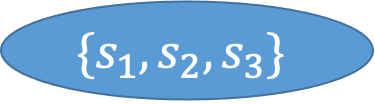 {s₁, s₂, s₃}